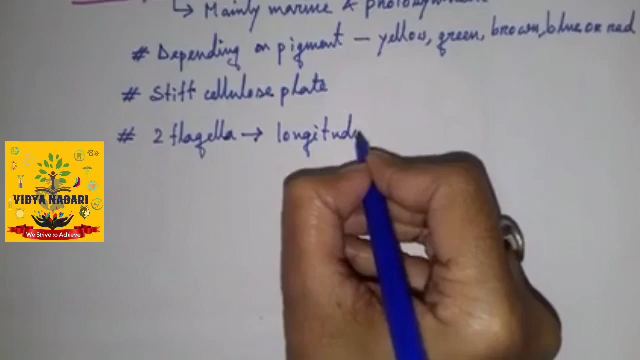 ↳ Mainly marine & photosynthetic
# Depending on pigment – yellow, green, brown, blue or red
# Stiff cellulose plate
# 2 flagella → longitud
VIDYA NAGARI
We Strive to Achieve